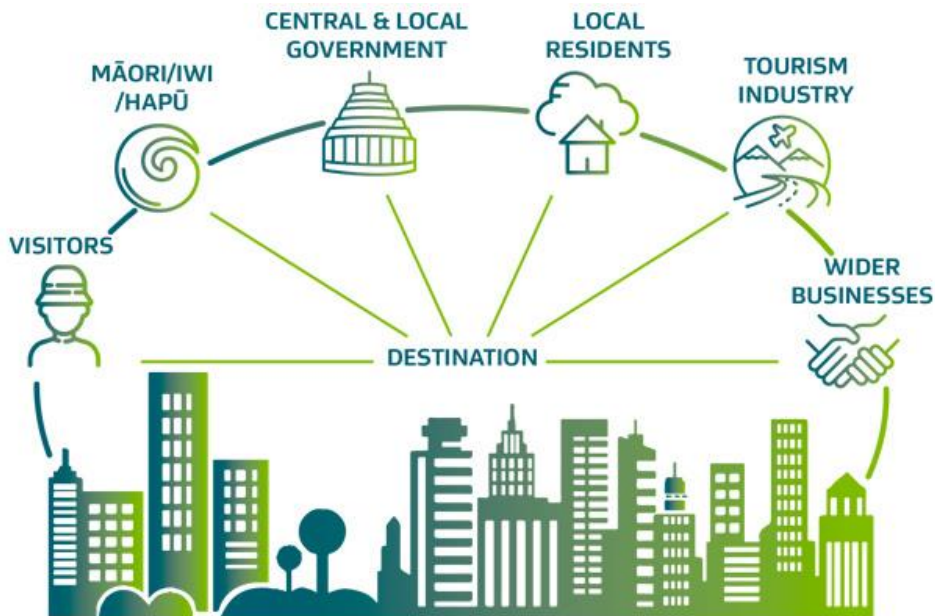 CENTRAL & LOCAL
GOVERNMENT
LOCAL
RESIDENTS
MĀORI/IWI
/HAPŪ
TOURISM
INDUSTRY
VISITORS
WIDER
BUSINESSES
DESTINATION